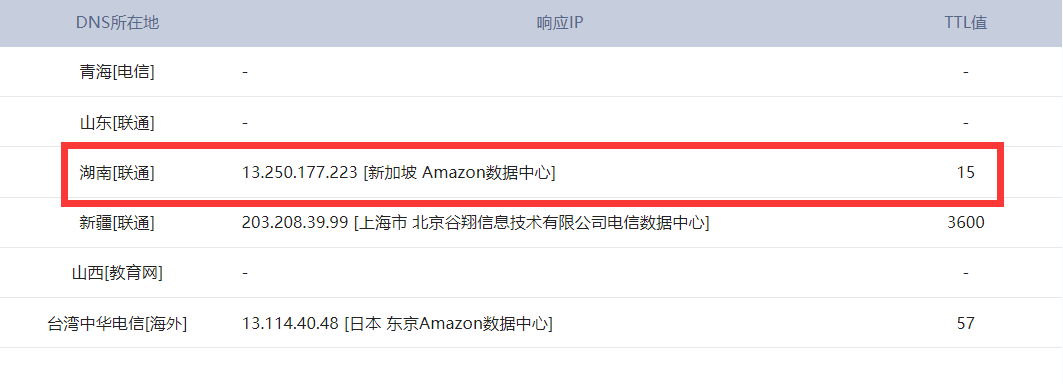 DNS所在地 响应IP TTL值
青海[电信] - -
山东[联通] - -
湖南[联通] 13.250.177.223 [新加坡 Amazon数据中心] 15
新疆[联通] 203.208.39.99 [上海市 北京谷翔信息技术有限公司电信数据中心] 3600
山西[教育网] - -
台湾中华电信[海外] 13.114.40.48 [日本 东京Amazon数据中心] 57